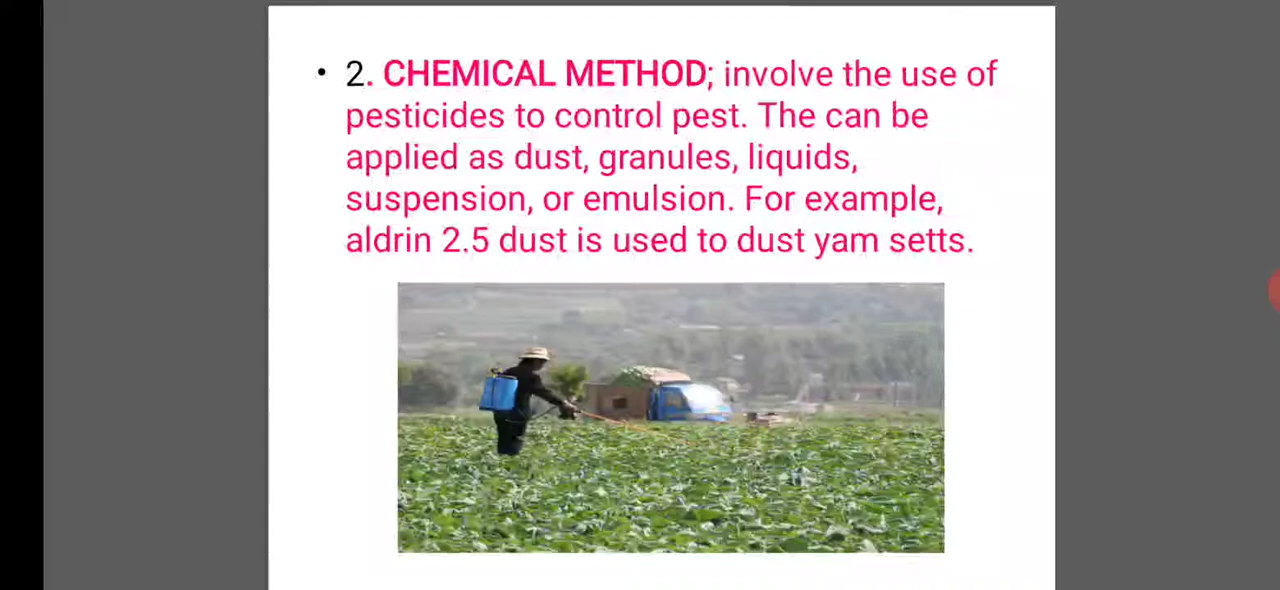 • 2. CHEMICAL METHOD; involve the use of
pesticides to control pest. The can be
applied as dust, granules, liquids,
suspension, or emulsion. For example,
aldrin 2.5 dust is used to dust yam setts.